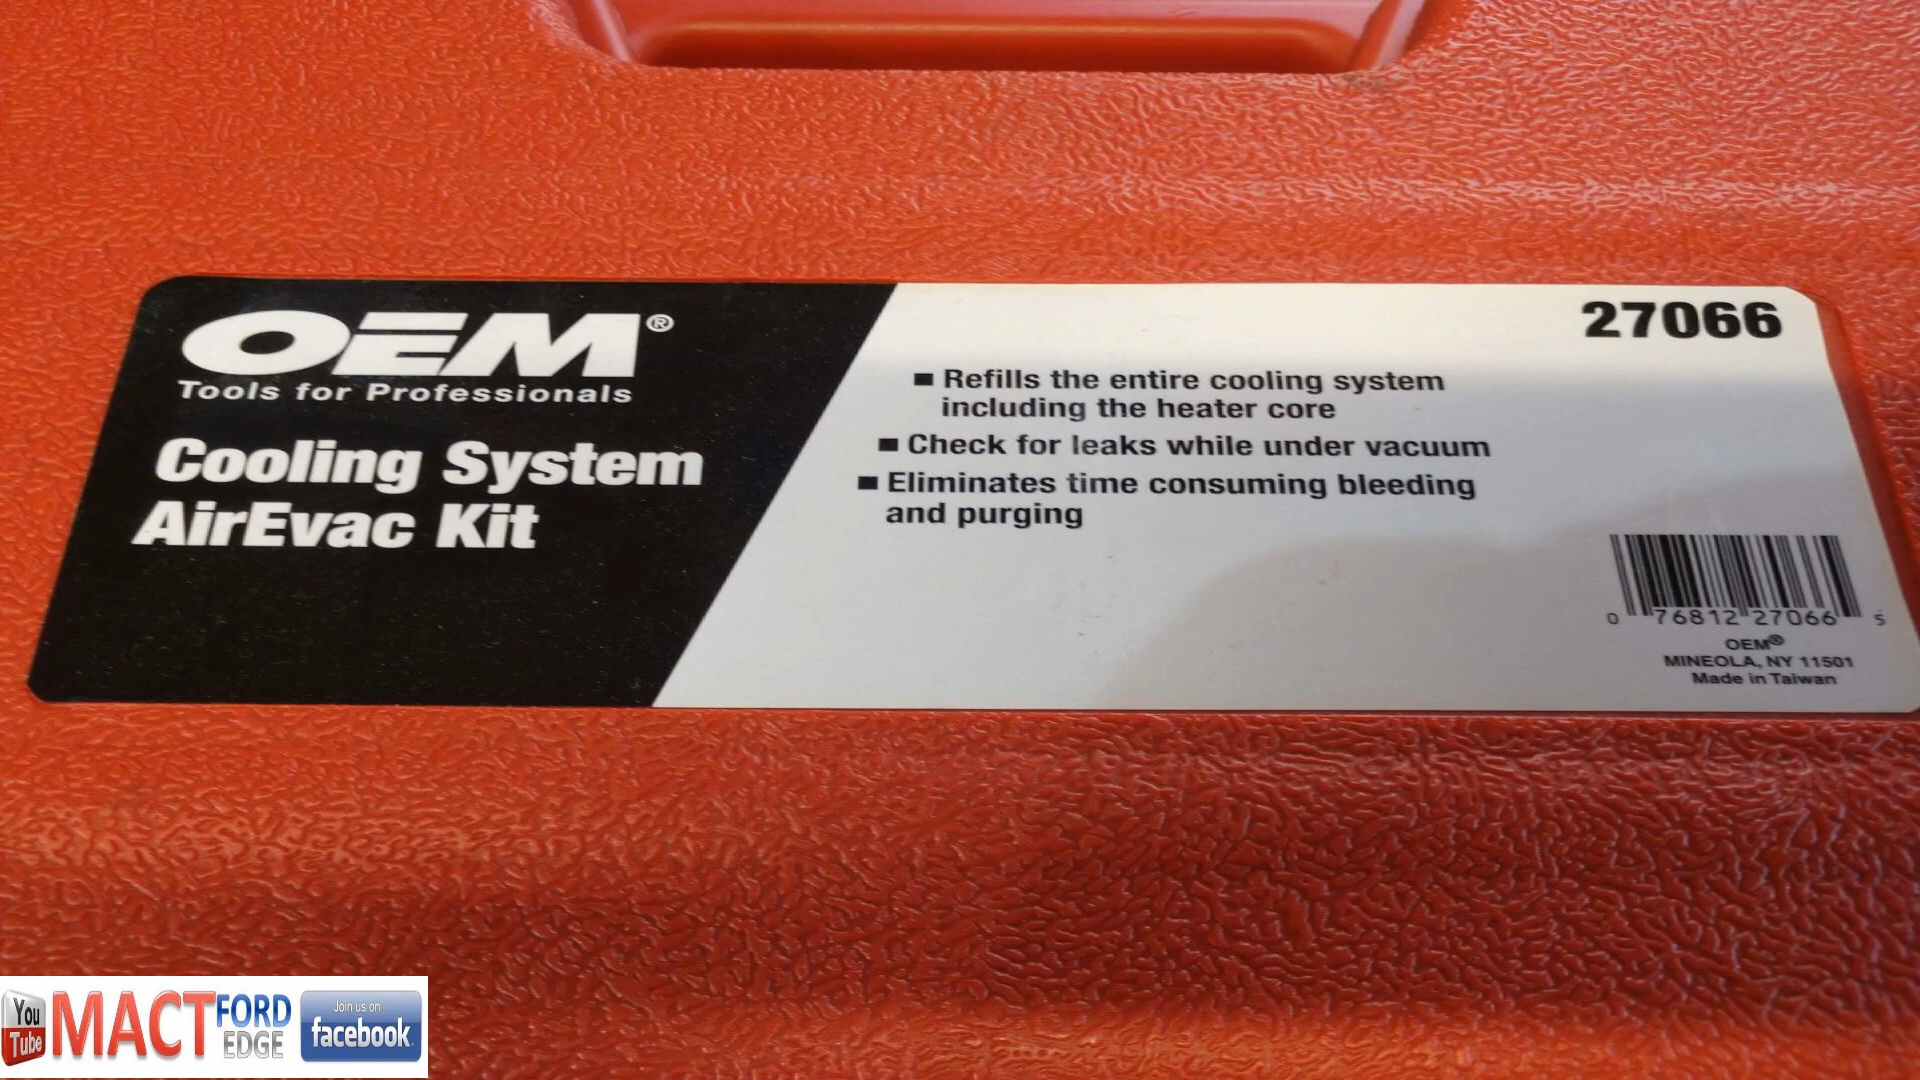 OEM®
Tools for Professionals
Cooling System
AirEvac Kit
27066
■ Refills the entire cooling system
including the heater core
■ Check for leaks while under vacuum
■ Eliminates time consuming bleeding
and purging
0 76812 27066 5
OEM®
MINEOLA, NY 11501
Made in Taiwan
You
Tube
MACT
FORD
EDGE
Join us on
facebook